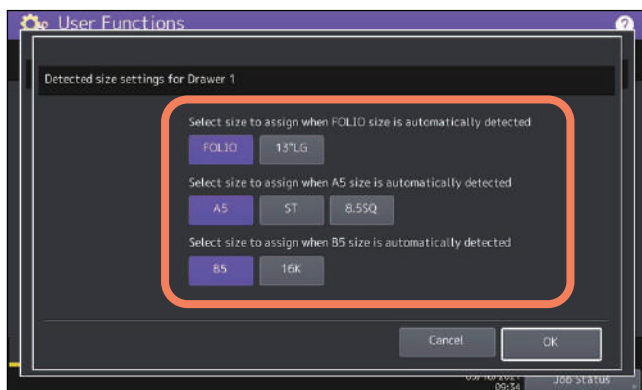 User Functions
?
Detected size settings for Drawer 1
Select size to assign when FOLIO size is automatically detected
FOLIO 13"LG
Select size to assign when A5 size is automatically detected
A5 ST 8.5SQ
Select size to assign when B5 size is automatically detected
B5 16K
Cancel OK
Job Status
09:34